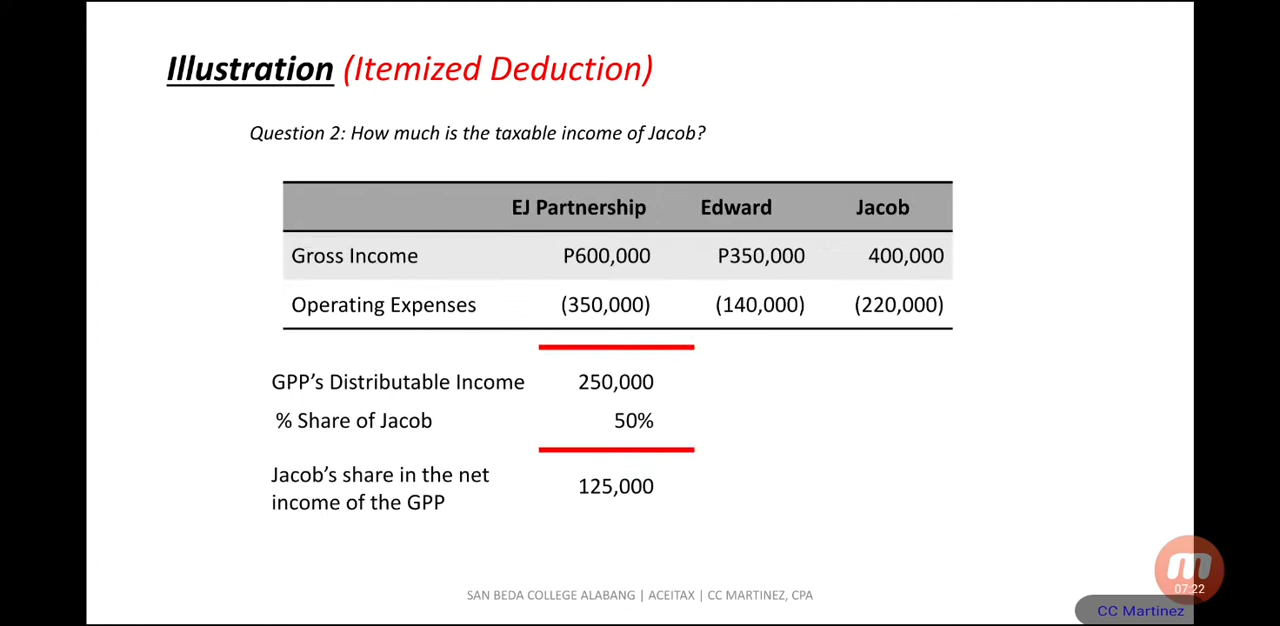 Illustration (Itemized Deduction)
Question 2: How much is the taxable income of Jacob?
EJ Partnership Edward Jacob
Gross Income P600,000 P350,000 400,000
Operating Expenses (350,000) (140,000) (220,000)
GPP's Distributable Income 250,000
% Share of Jacob 50%
Jacob's share in the net
income of the GPP 125,000
SAN BEDA COLLEGE ALABANG | ACEITAX | CC MARTINEZ, CPA
07:22
CC Martinez